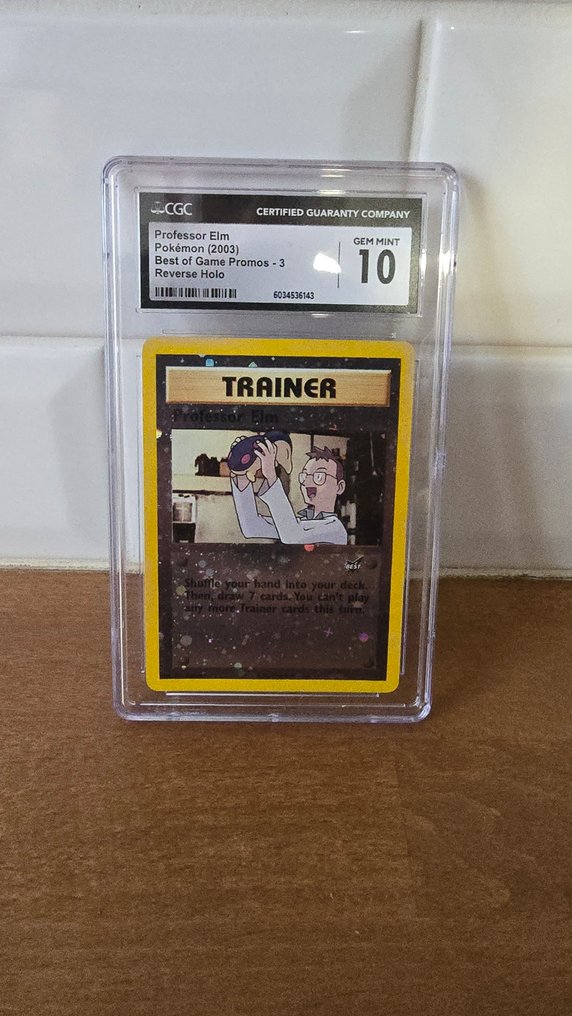 CGC
CERTIFIED GUARANTY COMPANY
Professor Elm
Pokémon (2003)
Best of Game Promos - 3
Reverse Holo
GEM MINT
10
6034536143
TRAINER
Professor Elm
BEST
Shuffle your hand into your deck.
Then, draw 7 cards. You can't play
any more Trainer cards this turn.